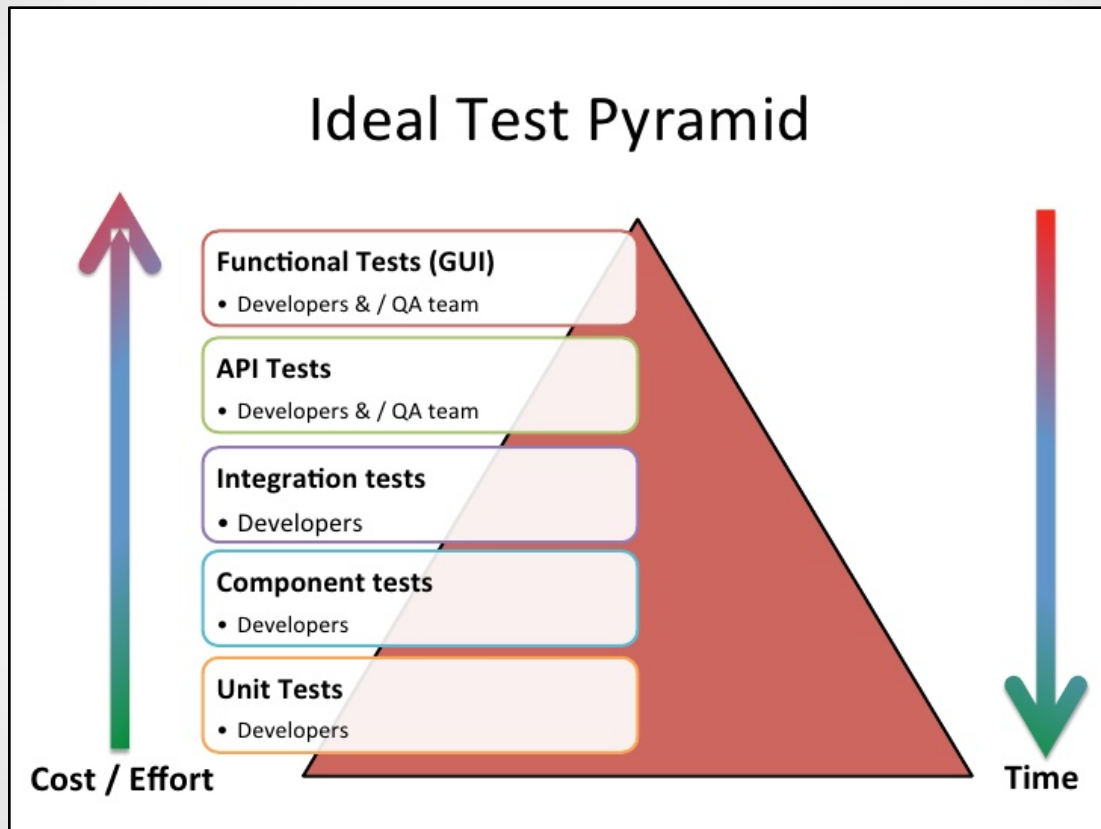 Ideal Test Pyramid
Functional Tests (GUI)
• Developers & / QA team
API Tests
• Developers & / QA team
Integration tests
• Developers
Component tests
• Developers
Unit Tests
• Developers
Cost / Effort
Time